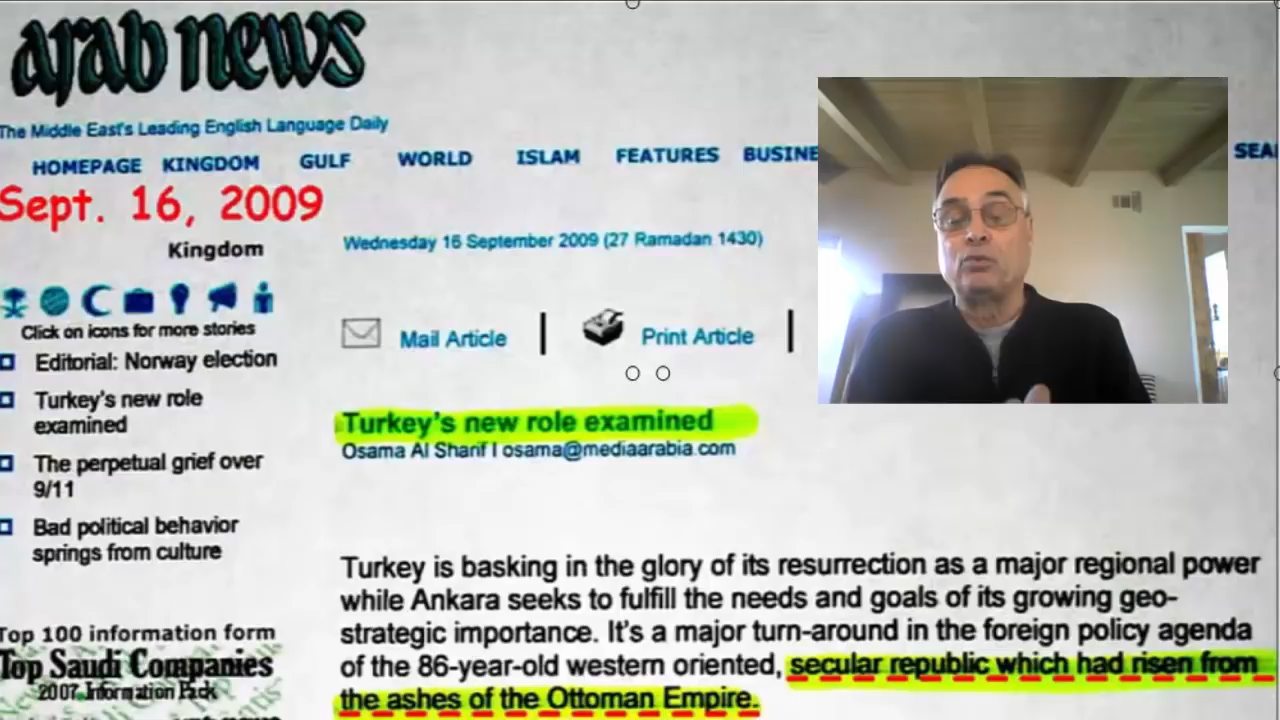 arab news
The Middle East's Leading English Language Daily
HOMEPAGE KINGDOM GULF WORLD ISLAM FEATURES
Sept. 16, 2009
Kingdom
Click on icons for more stories
Editorial: Norway election
Turkey's new role
examined
The perpetual grief over
9/11
Bad political behavior
springs from culture
Top 100 information form
Top Saudi Companies
2007 Information Pack
Wednesday 16 September 2009 (27 Ramadan 1430)
Mail Article | Print Article |
Turkey's new role examined
Osama Al Sharif I osama@mediaarabia.com
Turkey is basking in the glory of its resurrection as a major regional power
while Ankara seeks to fulfill the needs and goals of its growing geo-
strategic importance. It's a major turn-around in the foreign policy agenda
of the 86-year-old western oriented, secular republic which had risen from
the ashes of the Ottoman Empire.